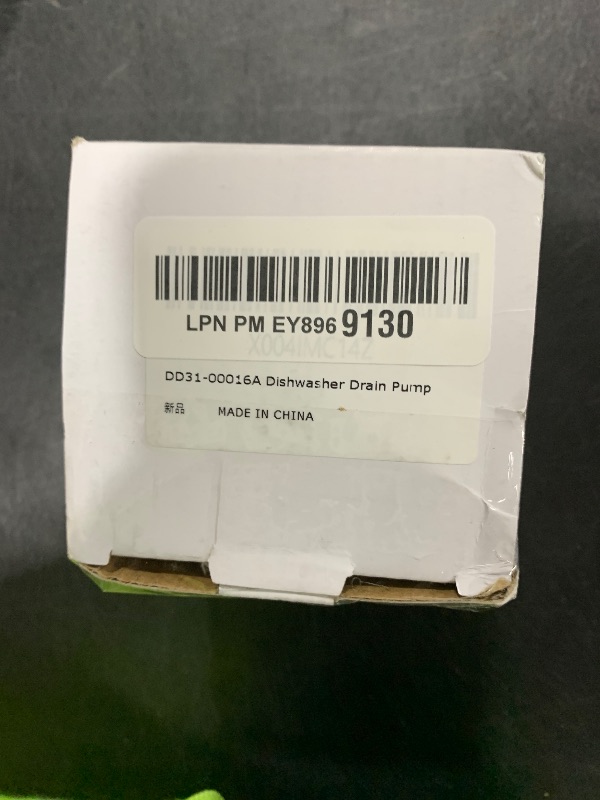 LPN PM EY896 9130
X004IMC14Z
DD31-00016A Dishwasher Drain Pump
新品
MADE IN CHINA